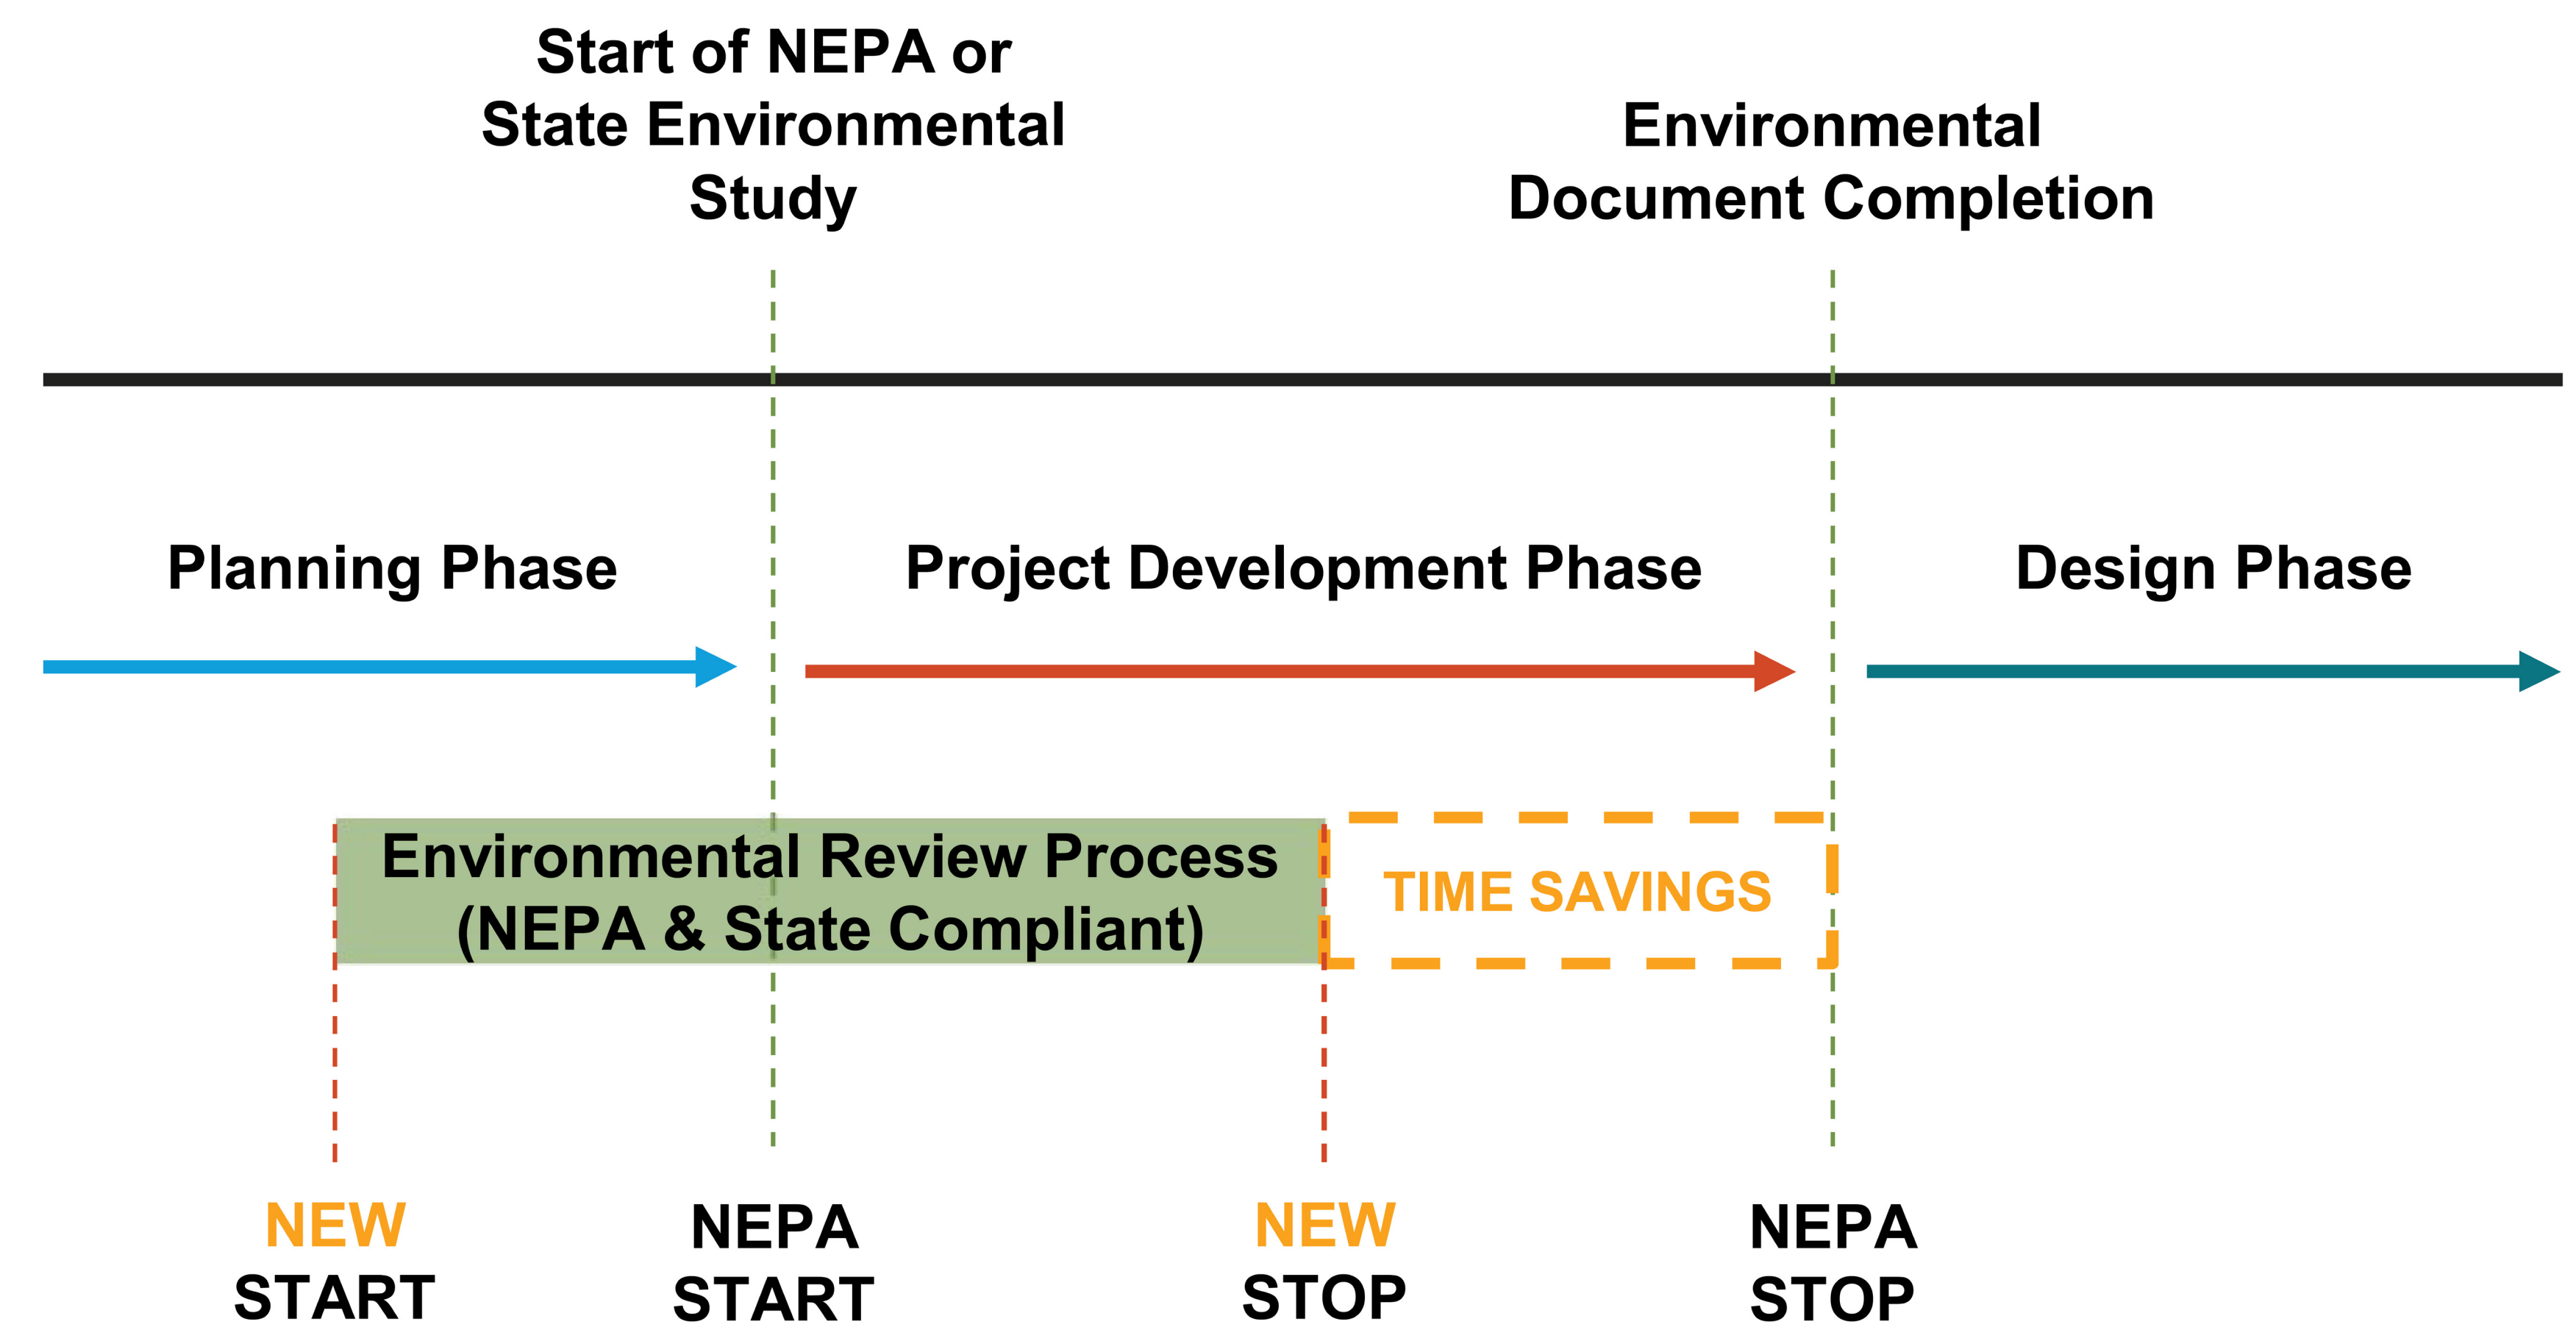 Start of NEPA or
State Environmental
Study
Environmental
Document Completion
Planning Phase
Project Development Phase
Design Phase
Environmental Review Process
(NEPA & State Compliant)
TIME SAVINGS
NEW
START
NEPA
START
NEW
STOP
NEPA
STOP